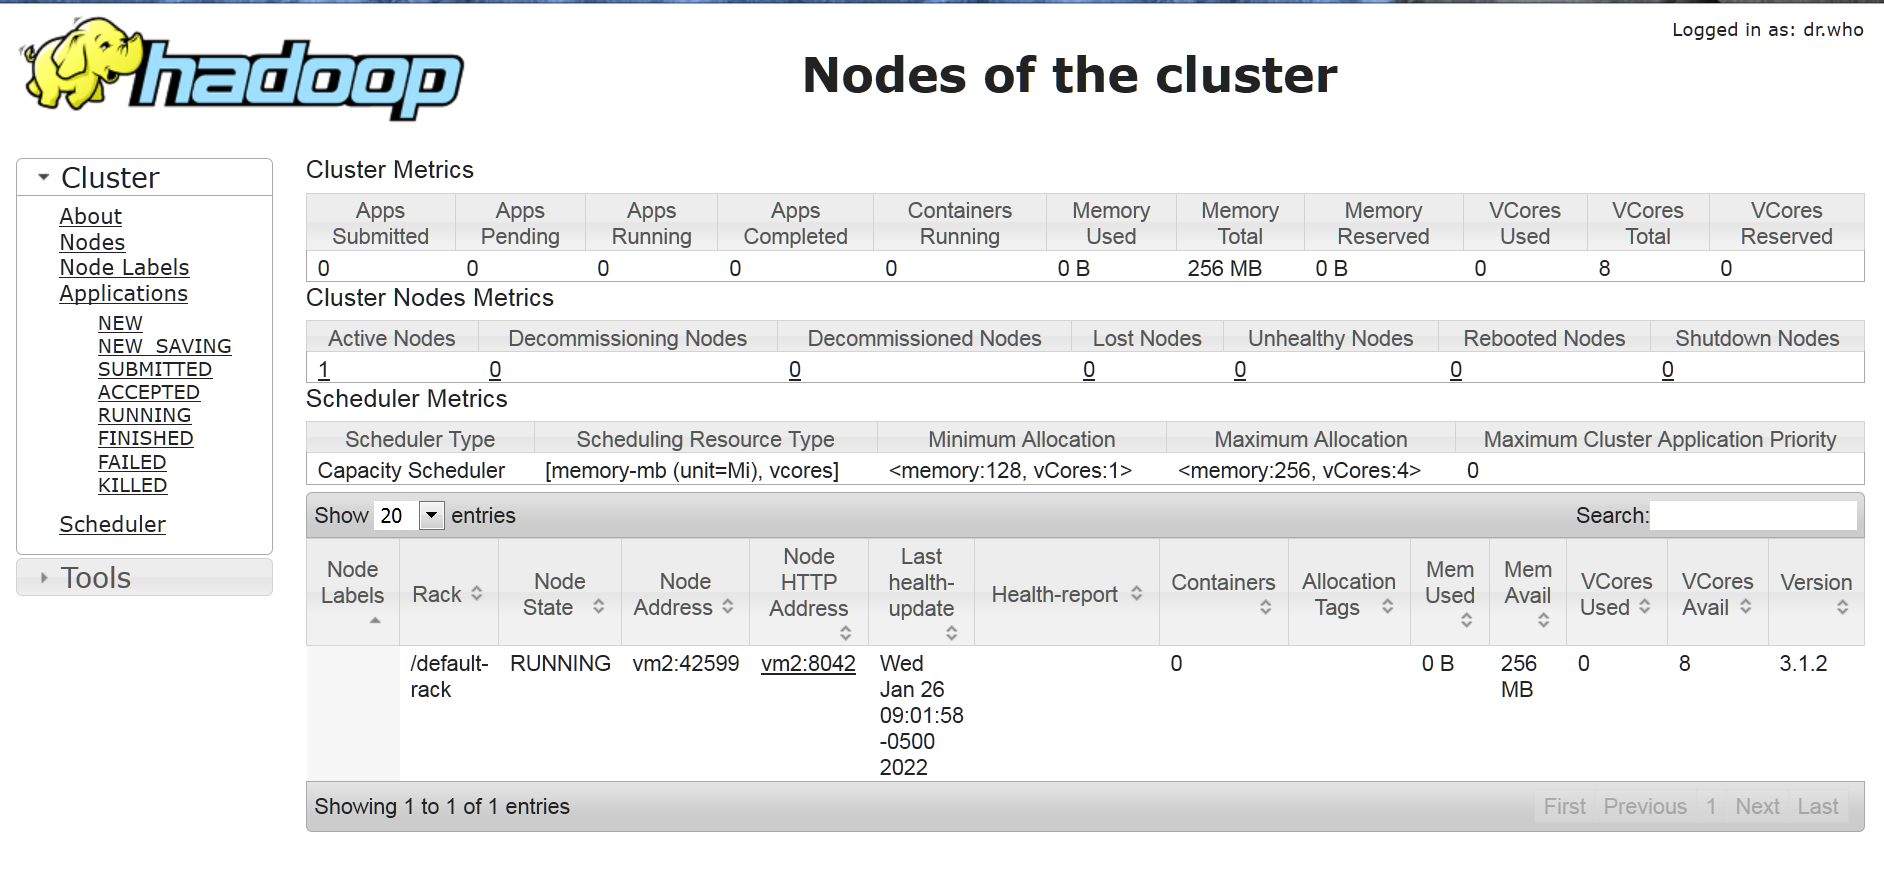 hadoop
Logged in as: dr.who
Nodes of the cluster
Cluster
About
Nodes
Node Labels
Applications
NEW
NEW_SAVING
SUBMITTED
ACCEPTED
RUNNING
FINISHED
FAILED
KILLED
Scheduler
Tools
Cluster Metrics
Apps Submitted Apps Pending Apps Running Apps Completed Containers Running Memory Used Memory Total Memory Reserved VCores Used VCores Total VCores Reserved
0 0 0 0 0 0 B 256 MB 0 B 0 8 0
Cluster Nodes Metrics
Active Nodes Decommissioning Nodes Decommissioned Nodes Lost Nodes Unhealthy Nodes Rebooted Nodes Shutdown Nodes
1 0 0 0 0 0 0
Scheduler Metrics
Scheduler Type Scheduling Resource Type Minimum Allocation Maximum Allocation Maximum Cluster Application Priority
Capacity Scheduler [memory-mb (unit=Mi), vcores] <memory:128, vCores:1> <memory:256, vCores:4> 0
Show 20 entries Search:
Node Labels Rack Node State Node Address Node HTTP Address Last health-update Health-report Containers Allocation Tags Mem Used Mem Avail VCores Used VCores Avail Version
/default-rack RUNNING vm2:42599 vm2:8042 Wed Jan 26 09:01:58 -0500 2022 0 0 B 256 MB 0 8 3.1.2
Showing 1 to 1 of 1 entries First Previous 1 Next Last